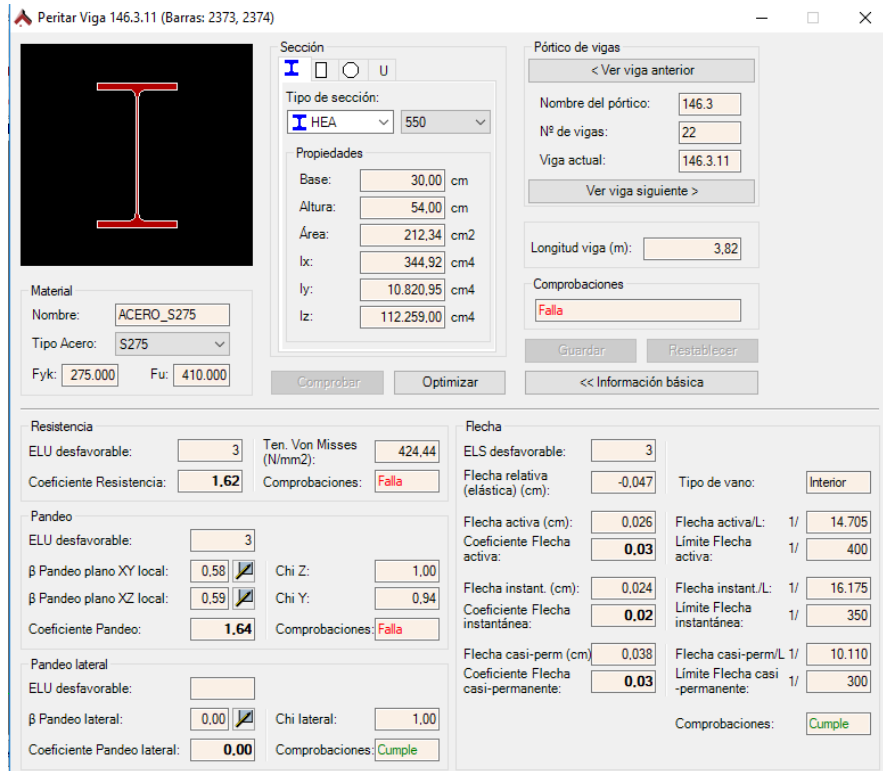 Peritar Viga 146.3.11 (Barras: 2373, 2374)
Sección
U
Tipo de sección:
HEA 550
Propiedades
Base: 30,00 cm
Altura: 54,00 cm
Área: 212,34 cm2
Ix: 344,92 cm4
Iy: 10.820,95 cm4
Iz: 112.259,00 cm4
Pórtico de vigas
< Ver viga anterior
Nombre del pórtico: 146.3
Nº de vigas: 22
Viga actual: 146.3.11
Ver viga siguiente >
Longitud viga (m): 3,82
Comprobaciones
Falla
Guardar Restablecer
Material
Nombre: ACERO_S275
Tipo Acero: S275
Fyk: 275.000 Fu: 410.000
Comprobar Optimizar << Información básica
Resistencia
ELU desfavorable: 3 Ten. Von Misses
(N/mm2): 424,44
Coeficiente Resistencia: 1,62 Comprobaciones: Falla
Pandeo
ELU desfavorable: 3
β Pandeo plano XY local: 0,58 Chi Z: 1,00
β Pandeo plano XZ local: 0,59 Chi Y: 0,94
Coeficiente Pandeo: 1,64 Comprobaciones: Falla
Pandeo lateral
ELU desfavorable:
β Pandeo lateral: 0,00 Chi lateral: 1,00
Coeficiente Pandeo lateral: 0,00 Comprobaciones: Cumple
Flecha
ELS desfavorable: 3
Flecha relativa
(elástica) (cm): -0,047 Tipo de vano: Interior
Flecha activa (cm): 0,026 Flecha activa/L: 1/ 14.705
Coeficiente Flecha
activa: 0,03 Límite Flecha
activa: 1/ 400
Flecha instant. (cm): 0,024 Flecha instant./L: 1/ 16.175
Coeficiente Flecha
instantánea: 0,02 Límite Flecha
instantánea: 1/ 350
Flecha casi-perm (cm) 0,038 Flecha casi-perm/L 1/ 10.110
Coeficiente Flecha
casi-permanente: 0,03 Límite Flecha casi
-permanente: 1/ 300
Comprobaciones: Cumple